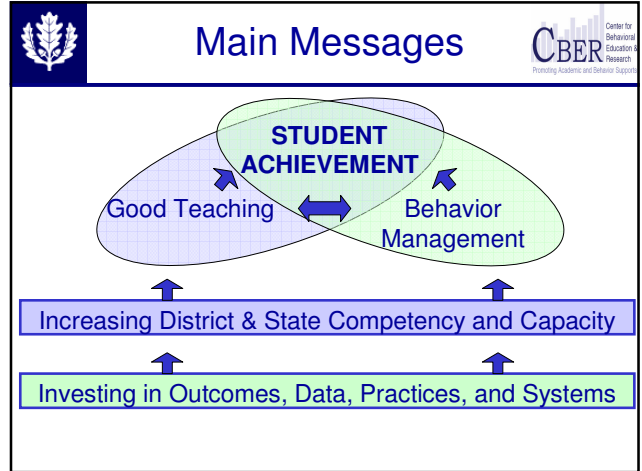 Main Messages
CBER
Center for
Behavioral
Education &
Research
Promoting Academic and Behavior Supports
STUDENT
ACHIEVEMENT
Good Teaching
Behavior
Management
Increasing District & State Competency and Capacity
Investing in Outcomes, Data, Practices, and Systems